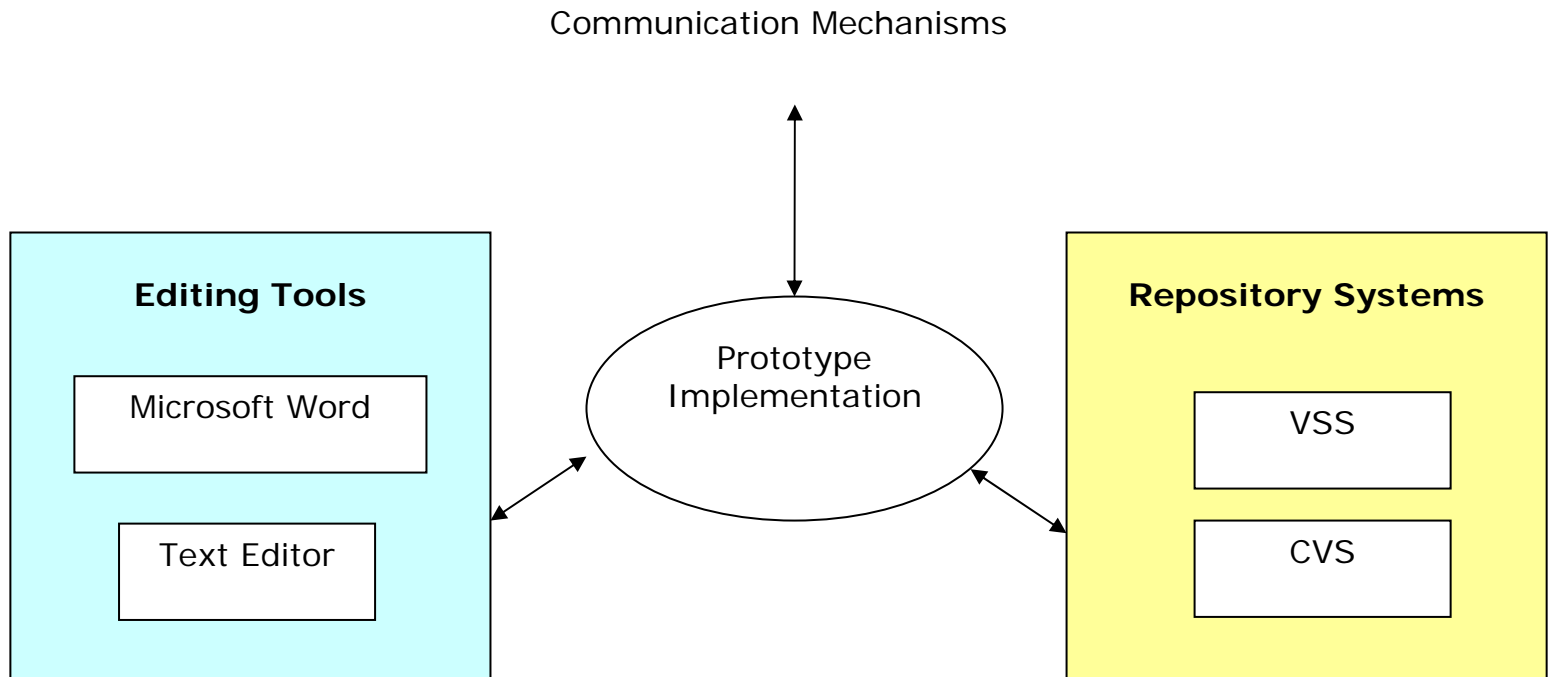 Communication Mechanisms
Editing Tools
Microsoft Word
Text Editor
Prototype
Implementation
Repository Systems
VSS
CVS